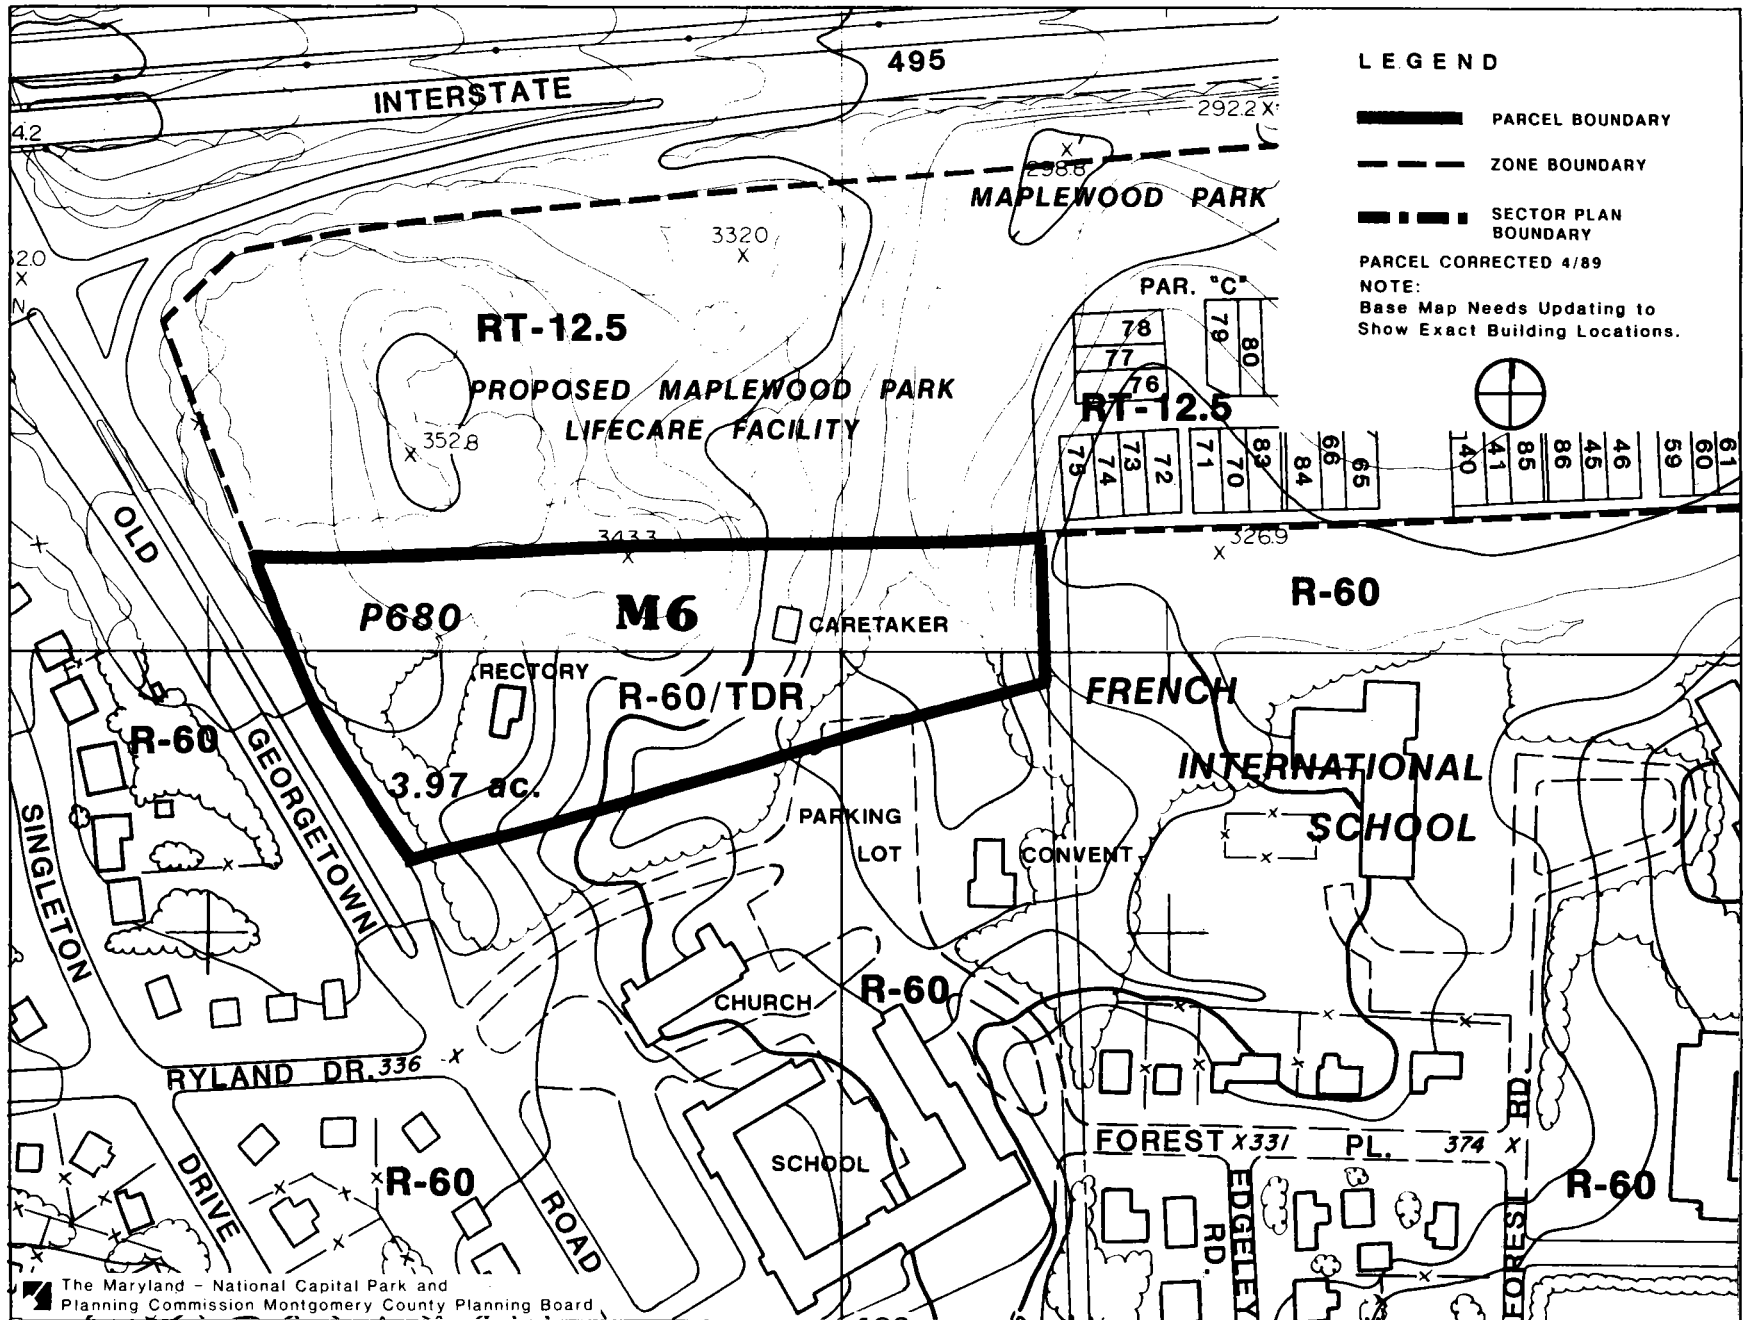 INTERSTATE
495
LEGEND
PARCEL BOUNDARY
ZONE BOUNDARY
SECTOR PLAN
BOUNDARY
PARCEL CORRECTED 4/89
NOTE:
Base Map Needs Updating to
Show Exact Building Locations.
4.2
292.2 X
298.8
MAPLEWOOD PARK
3320
X
N
PAR. "C"
78
77
76
79
80
RT-12.5
RT-12.5
PROPOSED MAPLEWOOD PARK
LIFECARE FACILITY
352.8
X
75
74
73
72
71
70
83
84
66
65
40
41
85
86
45
46
59
60
61
343.3
X
326.9
X
R-60
P680
M6
CARETAKER
RECTORY
R-60/TDR
3.97 ac.
OLD
GEORGETOWN
ROAD
R-60
SINGLETON
DRIVE
FRENCH
INTERNATIONAL
SCHOOL
PARKING
LOT
CONVENT
CHURCH
R-60
RYLAND DR. 336 X
R-60
SCHOOL
FOREST X331 PL. 374 X
FOREST
RD
EDGELEY
RD.
R-60
The Maryland - National Capital Park and
Planning Commission Montgomery County Planning Board